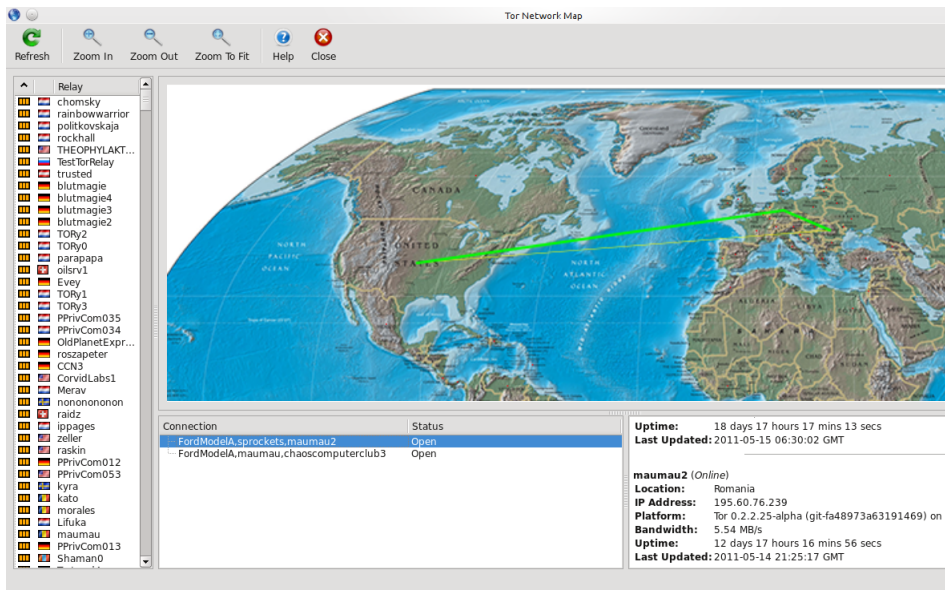 Tor Network Map
Refresh Zoom In Zoom Out Zoom To Fit Help Close
Relay
chomsky
rainbowwarrior
politkovskaja
rockhall
THEOPHYLAKT...
TestTorRelay
trusted
blutmagie
blutmagie4
blutmagie3
blutmagie2
TORy2
TORy0
parapapa
oilsrv1
Evey
TORy1
TORy3
PPrivCom035
PPrivCom034
OldPlanetExpr...
roszapeter
CCN3
CorvidLabs1
Merav
nonononono
raidz
ippages
zeller
raskin
PPrivCom012
PPrivCom053
kyra
kato
morales
Lifuka
maumau
PPrivCom013
Shaman0
CANADA
UNITED
STATES
NORTH
PACIFIC
OCEAN
NORTH
ATLANTIC
OCEAN
ALGERIA
Connection Status
FordModelA,sprockets,maumau2 Open
FordModelA,maumau,chaoscomputerclub3 Open
Uptime: 18 days 17 hours 17 mins 13 secs
Last Updated: 2011-05-15 06:30:02 GMT
maumau2 (Online)
Location: Romania
IP Address: 195.60.76.239
Platform: Tor 0.2.2.25-alpha (git-fa48973a63191469) on
Bandwidth: 5.54 MB/s
Uptime: 12 days 17 hours 16 mins 56 secs
Last Updated: 2011-05-14 21:25:17 GMT